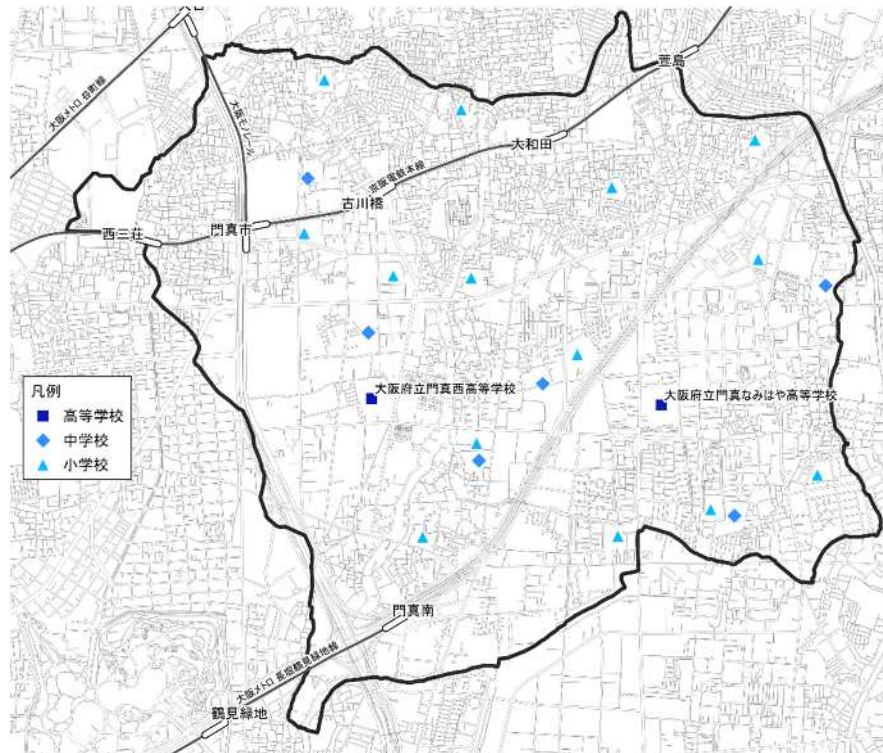 大阪メトロ 谷町線
大阪モノレール
萱島
大和田
京阪電鉄本線
古川橋
門真市
西三荘
凡例
高等学校
中学校
小学校
大阪府立門真西高等学校
大阪府立門真なみはや高等学校
門真南
大阪メトロ 長堀鶴見緑地線
鶴見緑地